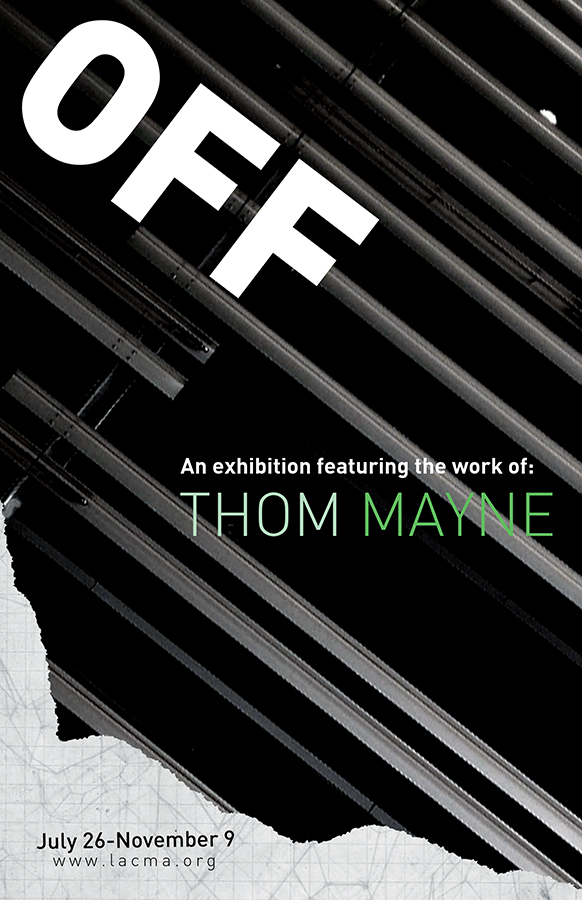 OFF
An exhibition featuring the work of:
THOM MAYNE
July 26-November 9
www.lacma.org